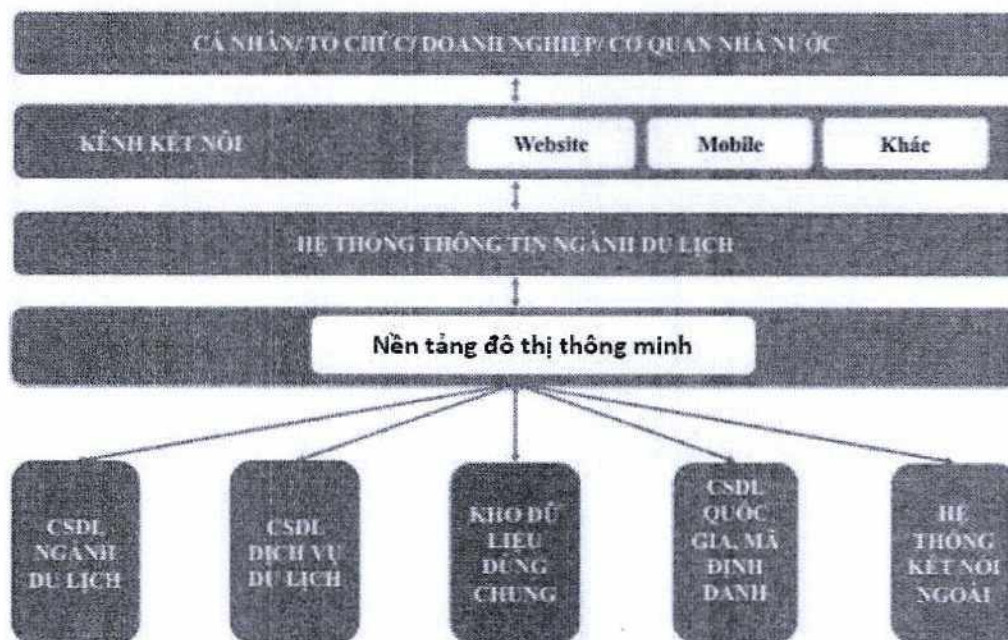 CÁ NHÂN/ TỔ CHỨC/ DOANH NGHIỆP/ CƠ QUAN NHÀ NƯỚC
KÊNH KẾT NỐI
Website
Mobile
Khác
HỆ THỐNG THÔNG TIN NGÀNH DU LỊCH
Nền tảng đô thị thông minh
CSDL
NGÀNH
DU LỊCH
CSDL
DỊCH VỤ
DU LỊCH
KHO DỮ
LIỆU
DÙNG
CHUNG
CSDL
QUỐC
GIA, MÃ
ĐỊNH
DANH
HỆ
THỐNG
KẾT NỐI
NGOÀI